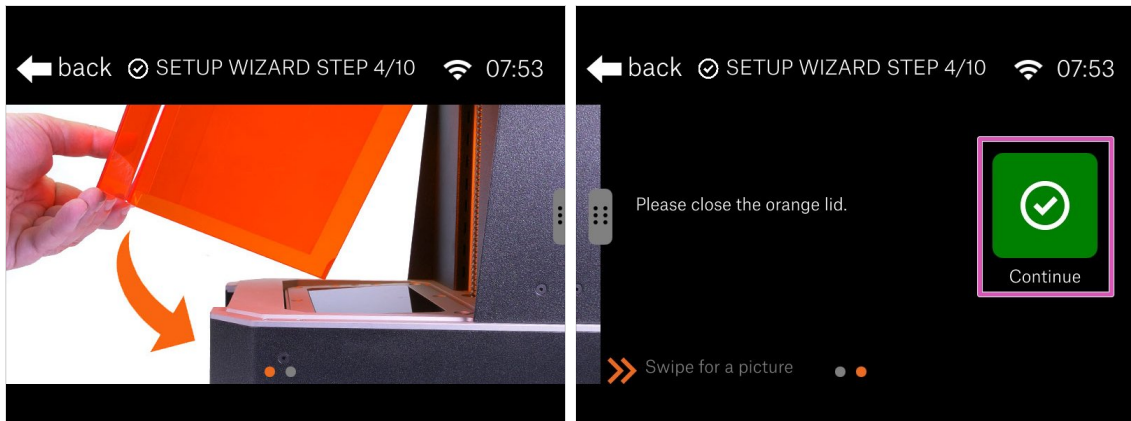 back SETUP WIZARD STEP 4/10 07:53
back SETUP WIZARD STEP 4/10 07:53
Please close the orange lid.
Continue
Swipe for a picture